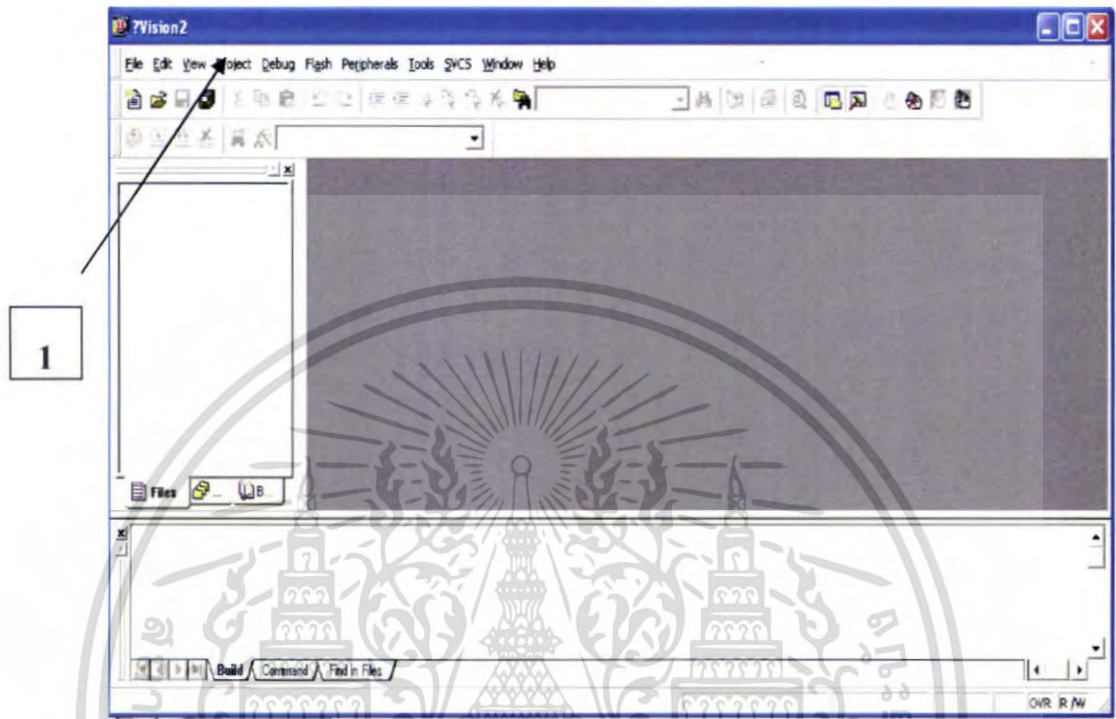 ?Vision2
File Edit View Project Debug Flash Peripherals Tools SVCS Window Help
1
Files ... B...
Build Command Find in Files
OVR R/W